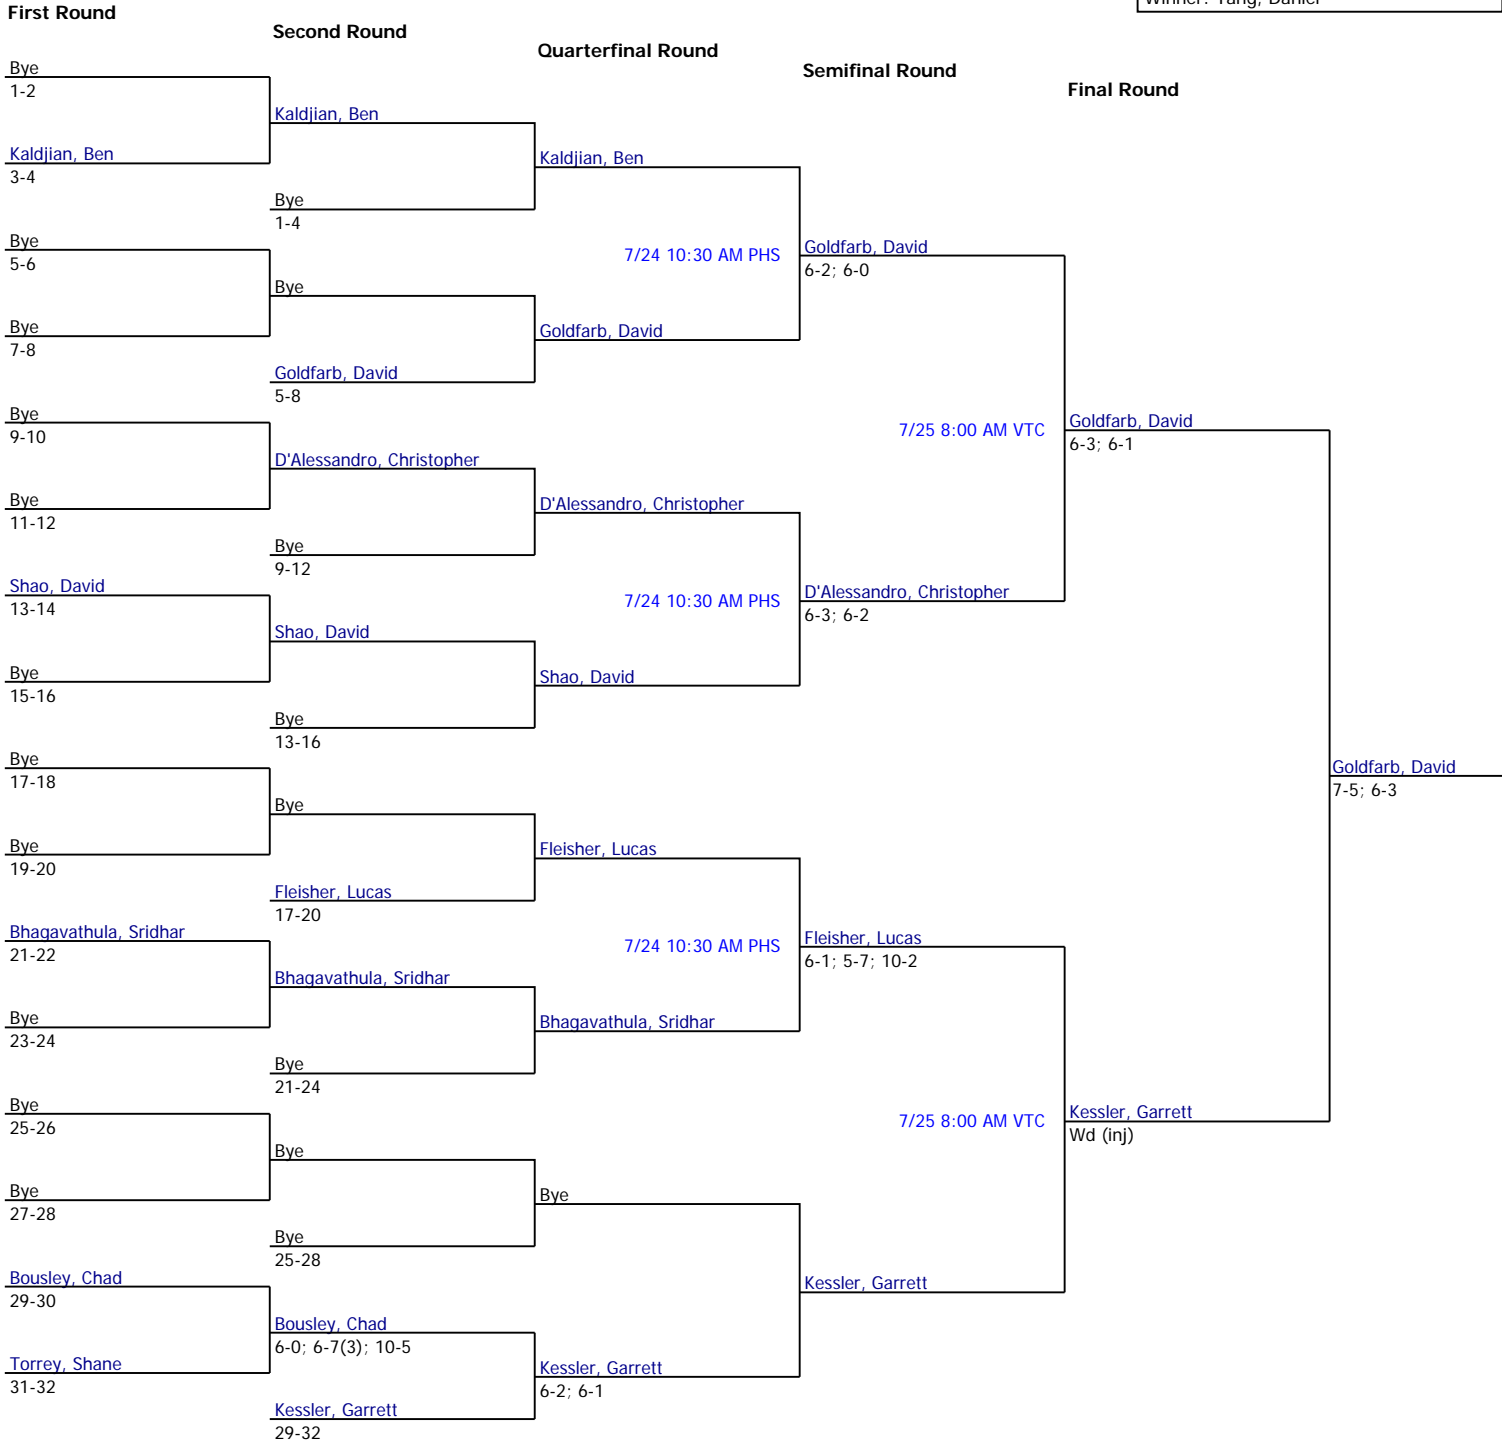 Winner: Yang, Daniel
First Round
Second Round
Quarterfinal Round
Semifinal Round
Final Round
Bye
1-2
Kaldjian, Ben
3-4
Bye
5-6
Bye
7-8
Bye
9-10
Bye
11-12
Shao, David
13-14
Bye
15-16
Bye
17-18
Bye
19-20
Bhagavathula, Sridhar
21-22
Bye
23-24
Bye
25-26
Bye
27-28
Bousley, Chad
29-30
Torrey, Shane
31-32
Kaldjian, Ben
Bye
1-4
Bye
Goldfarb, David
5-8
D'Alessandro, Christopher
Bye
9-12
Shao, David
Bye
13-16
Bye
Fleisher, Lucas
17-20
Bhagavathula, Sridhar
Bye
21-24
Bye
Bye
25-28
Bousley, Chad
6-0; 6-7(3); 10-5
Kessler, Garrett
29-32
Kaldjian, Ben
7/24 10:30 AM PHS
Goldfarb, David
D'Alessandro, Christopher
7/24 10:30 AM PHS
Shao, David
Fleisher, Lucas
7/24 10:30 AM PHS
Bhagavathula, Sridhar
Bye
Kessler, Garrett
6-2; 6-1
Goldfarb, David
6-2; 6-0
7/25 8:00 AM VTC
D'Alessandro, Christopher
6-3; 6-2
Fleisher, Lucas
6-1; 5-7; 10-2
7/25 8:00 AM VTC
Kessler, Garrett
Goldfarb, David
6-3; 6-1
Kessler, Garrett
Wd (inj)
Goldfarb, David
7-5; 6-3